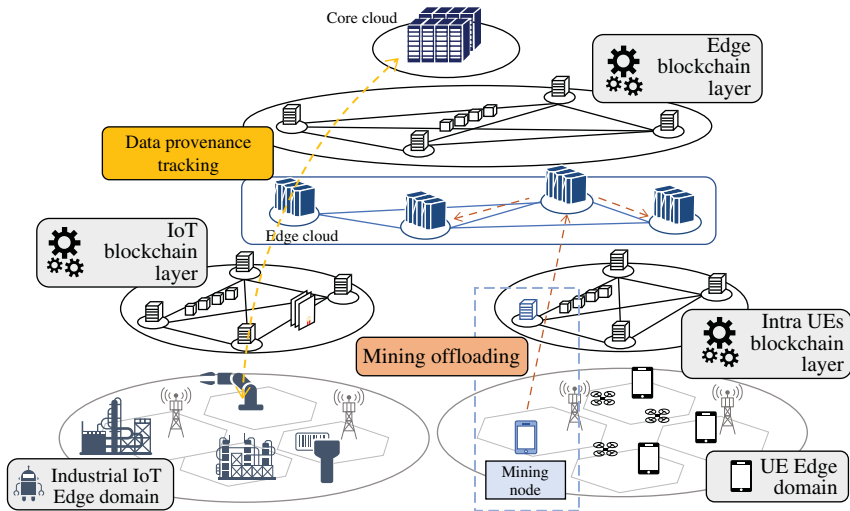 Core cloud
Edge
blockchain
layer
Data provenance
tracking
Edge cloud
IoT
blockchain
layer
Mining offloading
Intra UEs
blockchain
layer
Industrial IoT
Edge domain
Mining
node
UE Edge
domain